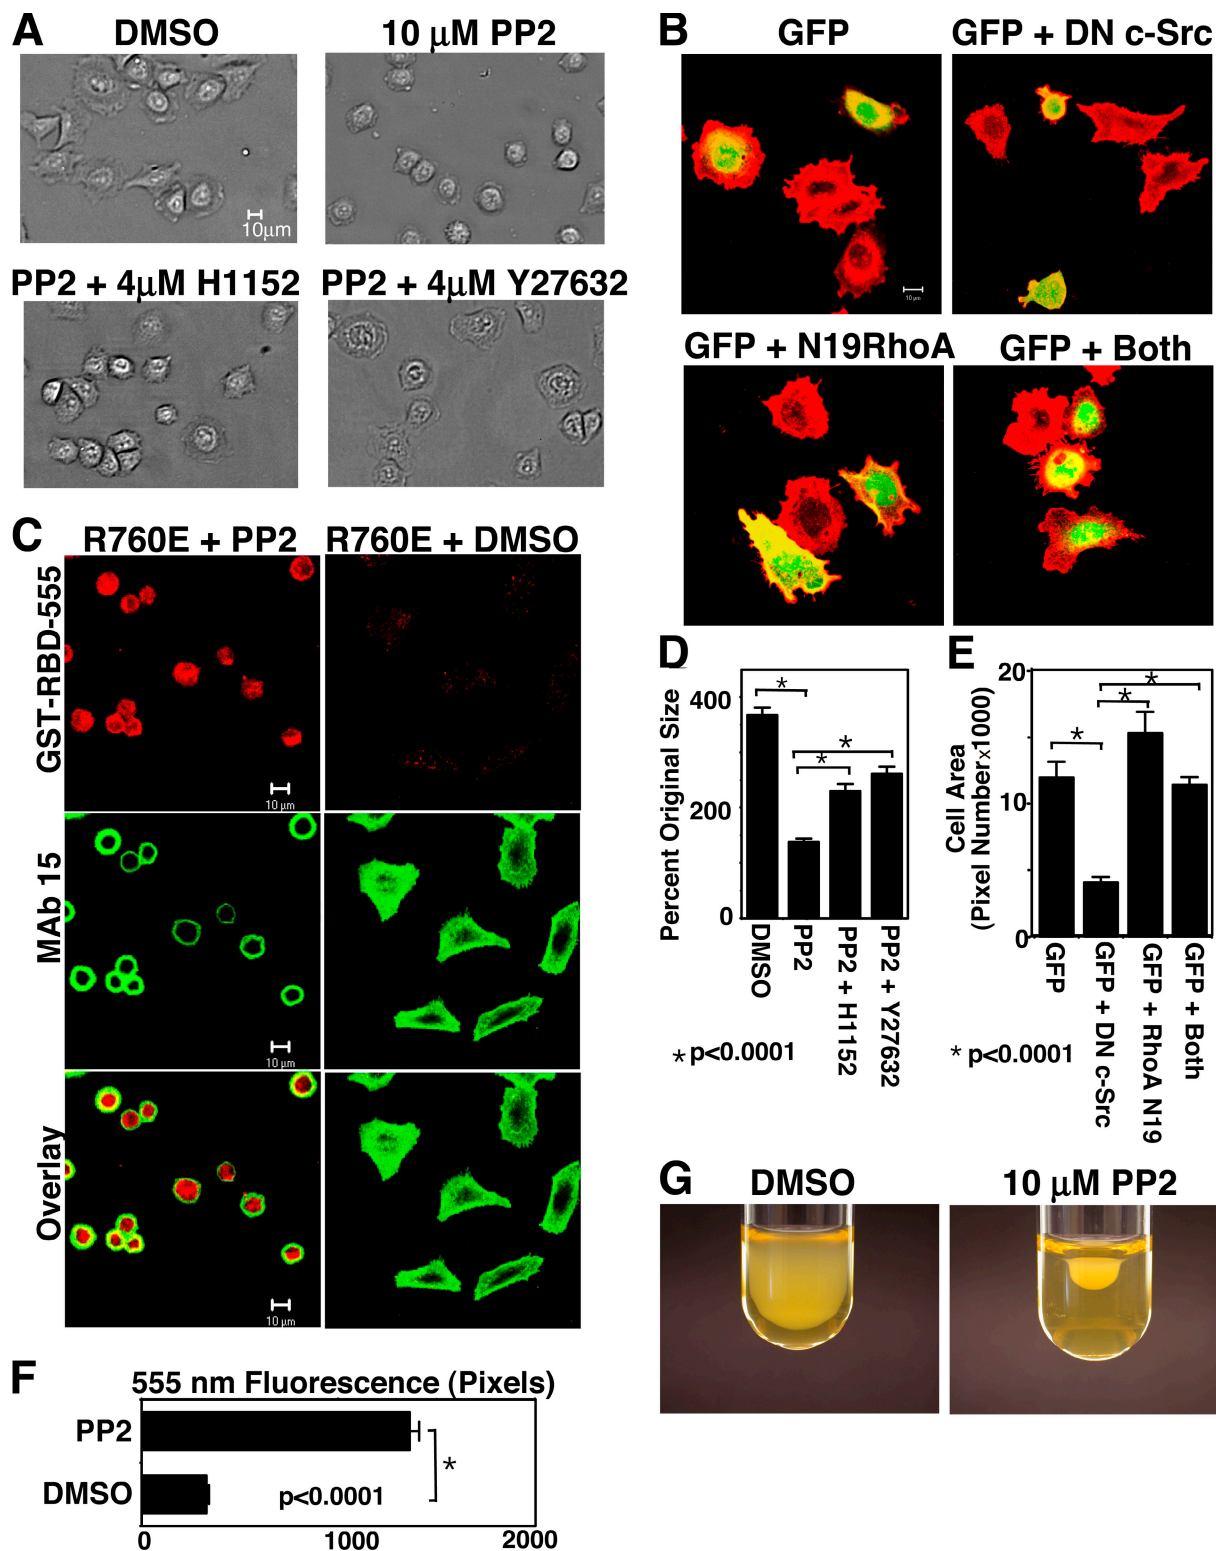 A
DMSO
10 μM PP2
10μm
PP2 + 4μM H1152
PP2 + 4μM Y27632
B
GFP
GFP + DN c-Src
10 μm
GFP + N19RhoA
GFP + Both
C
R760E + PP2
R760E + DMSO
GST-RBD-555
10 μm
MAb 15
10 μm
Overlay
10 μm
D
Percent Original Size
400
200
0
*
*
*
DMSO
PP2
PP2 + H1152
PP2 + Y27632
* p<0.0001
E
Cell Area
(Pixel Number x1000)
20
10
0
*
*
*
GFP
GFP + DN c-Src
GFP + RhoA N19
GFP + Both
* p<0.0001
F
555 nm Fluorescence (Pixels)
PP2
DMSO
*
p<0.0001
0
1000
2000
G
DMSO
10 μM PP2